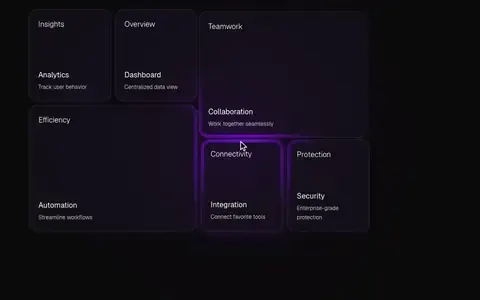 Insights
Analytics
Track user behavior
Overview
Dashboard
Centralized data view
Teamwork
Collaboration
Work together seamlessly
Efficiency
Automation
Streamline workflows
Connectivity
Integration
Connect favorite tools
Protection
Security
Enterprise-grade
protection